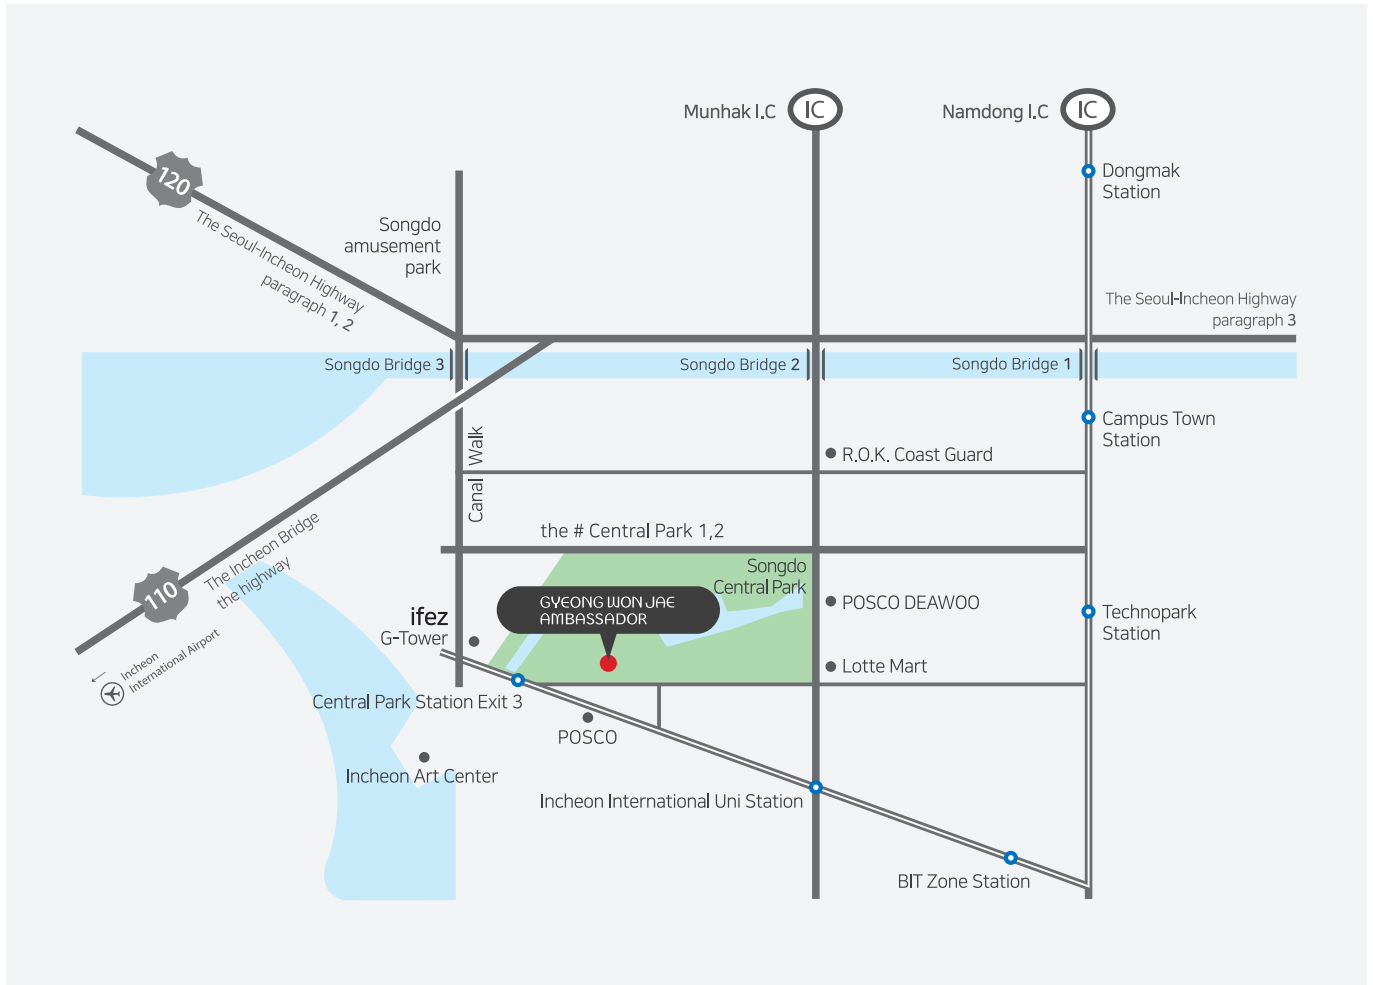 Munhak I.C
IC
Namdong I.C
IC
120
Dongmak
Station
The Seoul-Incheon Highway
paragraph 1, 2
Songdo
amusement
park
The Seoul-Incheon Highway
paragraph 3
Songdo Bridge 3
Songdo Bridge 2
Songdo Bridge 1
Campus Town
Station
Canal Walk
R.O.K. Coast Guard
the # Central Park 1,2
The Incheon Bridge
the highway
110
Songdo
Central Park
GYEONG WON JAE
AMBASSADOR
POSCO DEAWOO
Technopark
Station
ifez
G-Tower
Incheon
International Airport
Lotte Mart
Central Park Station Exit 3
POSCO
Incheon Art Center
Incheon International Uni Station
BIT Zone Station